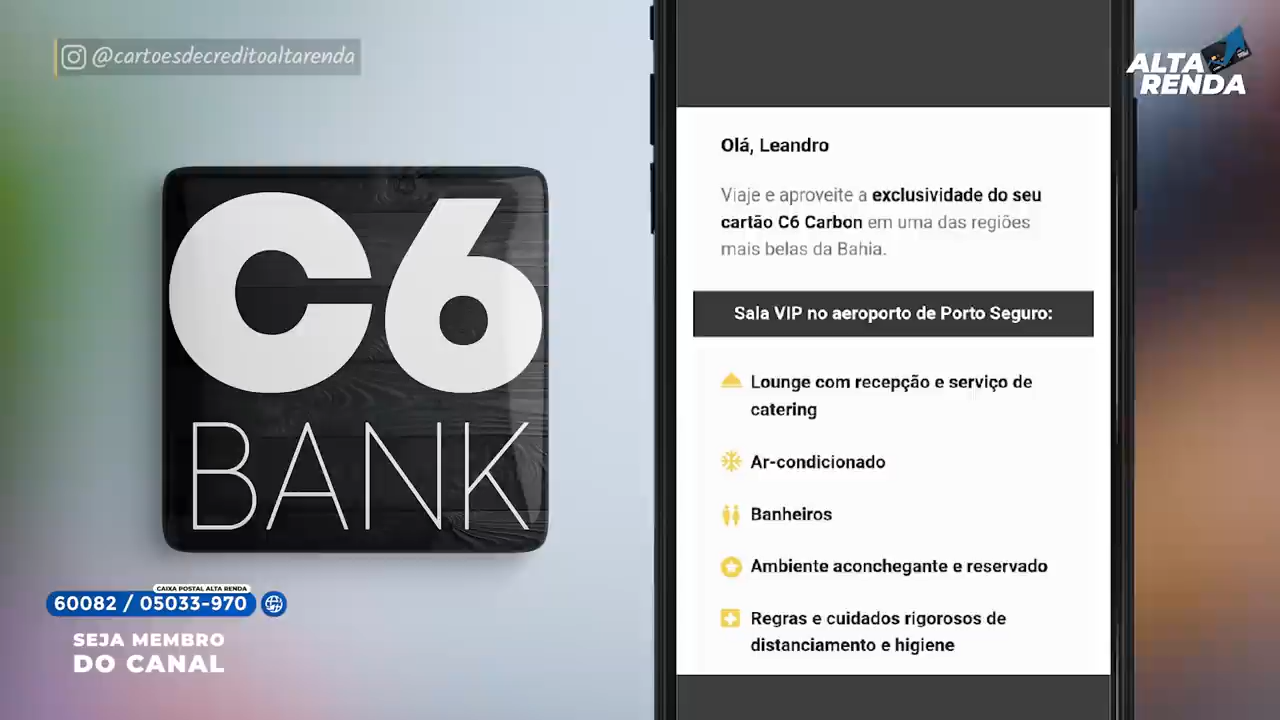 @cartoesdecreditoaltarenda
ALTA
RENDA
C6
BANK
Olá, Leandro
Viaje e aproveite a exclusividade do seu
cartão C6 Carbon em uma das regiões
mais belas da Bahia.
Sala VIP no aeroporto de Porto Seguro:
Lounge com recepção e serviço de
catering
Ar-condicionado
Banheiros
Ambiente aconchegante e reservado
Regras e cuidados rigorosos de
distanciamento e higiene
CAIXA POSTAL ALTA RENDA
60082 / 05033-970
SEJA MEMBRO
DO CANAL